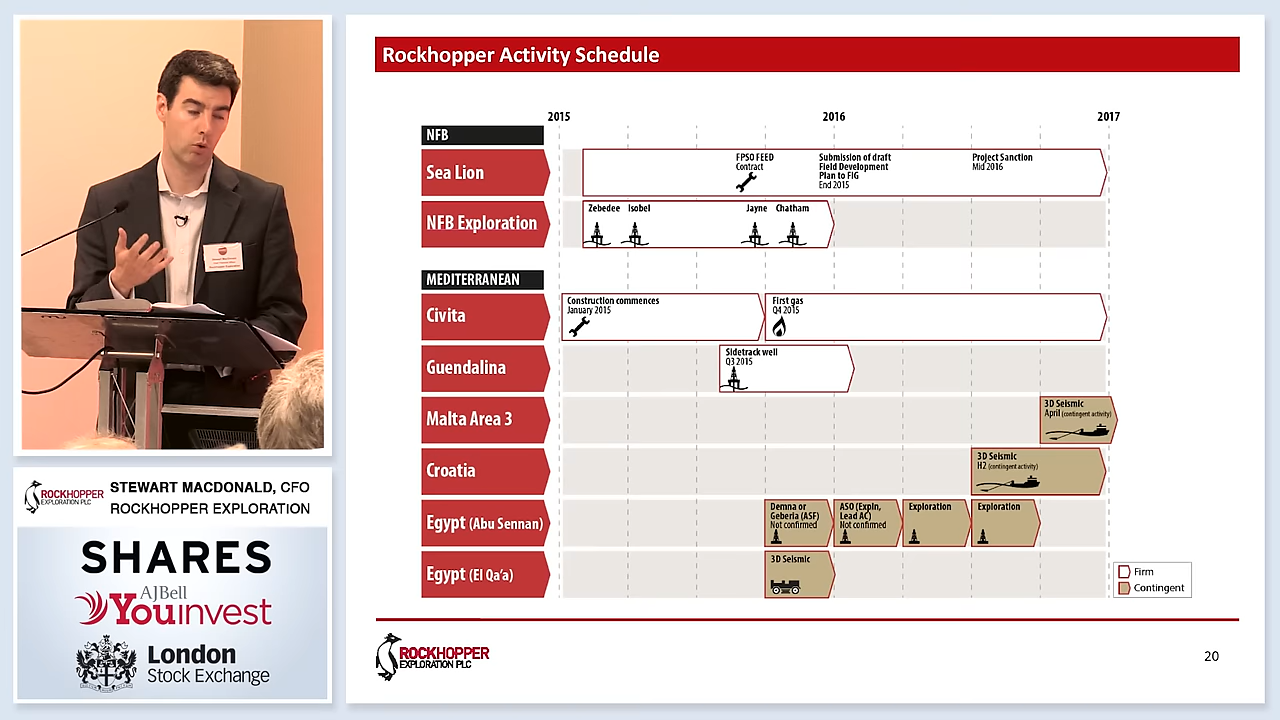 Rockhopper Activity Schedule
2015
2016
2017
NFB
Sea Lion
FPSO FEED
Contract
Submission of draft
Field Development
Plan to FIG
End 2015
Project Sanction
Mid 2016
NFB Exploration
Zebedee
Isobel
Jayne
Chatham
MEDITERRANEAN
Civita
Construction commences
January 2015
First gas
Q4 2015
Guendalina
Sidetrack well
Q3 2015
Malta Area 3
3D Seismic
April (contingent activity)
Croatia
3D Seismic
H2 (contingent activity)
Egypt (Abu Sennan)
Demna or
Geberia (ASF)
Not confirmed
ASO (Expln,
Lead AC)
Not confirmed
Exploration
Exploration
Egypt (El Qa'a)
3D Seismic
Firm
Contingent
ROCKHOPPER
EXPLORATION PLC
20
ROCKHOPPER
EXPLORATION PLC
STEWART MACDONALD, CFO
ROCKHOPPER EXPLORATION
SHARES
AJBell
Youinvest
London
Stock Exchange